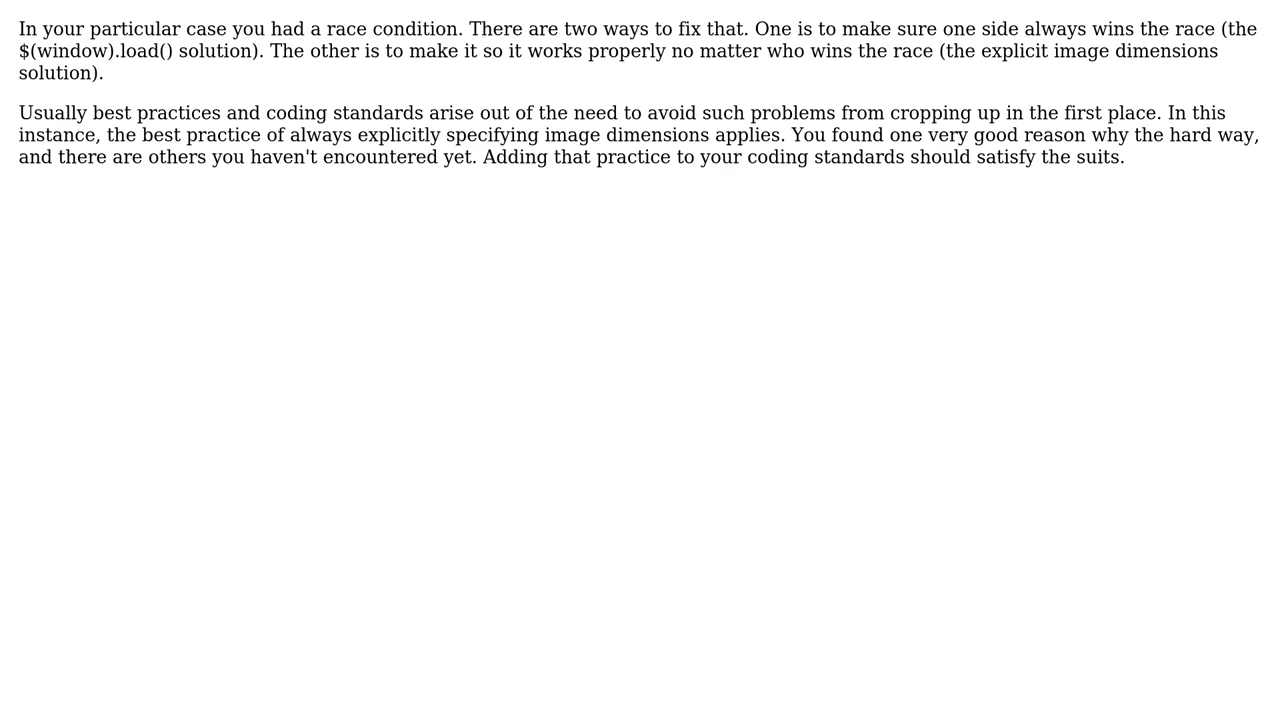 In your particular case you had a race condition. There are two ways to fix that. One is to make sure one side always wins the race (the
$(window).load() solution). The other is to make it so it works properly no matter who wins the race (the explicit image dimensions
solution).
Usually best practices and coding standards arise out of the need to avoid such problems from cropping up in the first place. In this
instance, the best practice of always explicitly specifying image dimensions applies. You found one very good reason why the hard way,
and there are others you haven't encountered yet. Adding that practice to your coding standards should satisfy the suits.